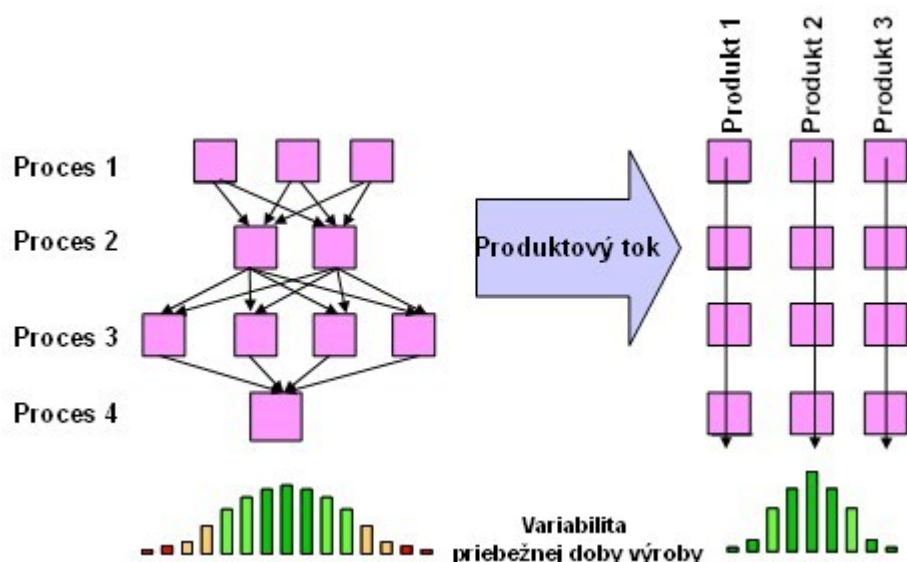 Produkt 1
Produkt 2
Produkt 3
Proces 1
Proces 2
Produktový tok
Proces 3
Proces 4
Variabilita
priebežnej doby výroby